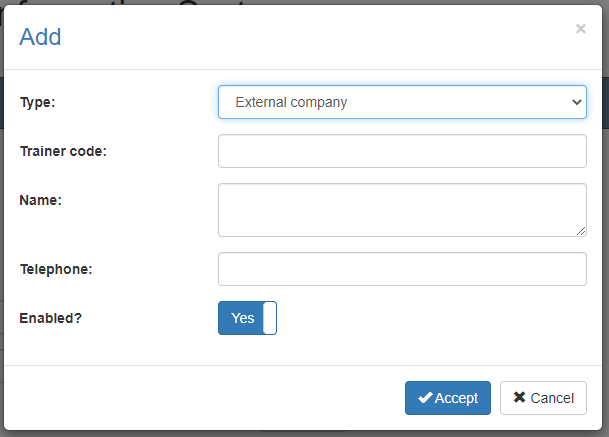 Add
×
Type:
External company
Trainer code:
Name:
Telephone:
Enabled?
Yes
Accept
Cancel